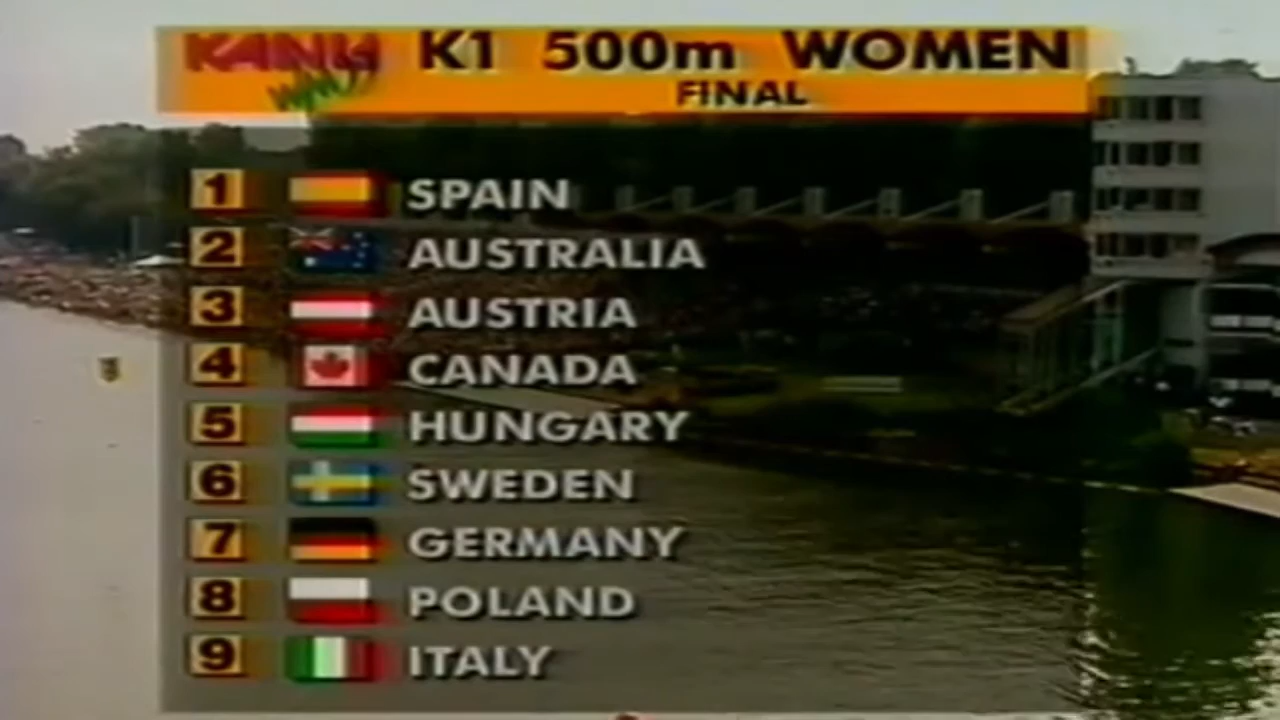 KANU K1 500m WOMEN
FINAL
1 SPAIN
2 AUSTRALIA
3 AUSTRIA
4 CANADA
5 HUNGARY
6 SWEDEN
7 GERMANY
8 POLAND
9 ITALY